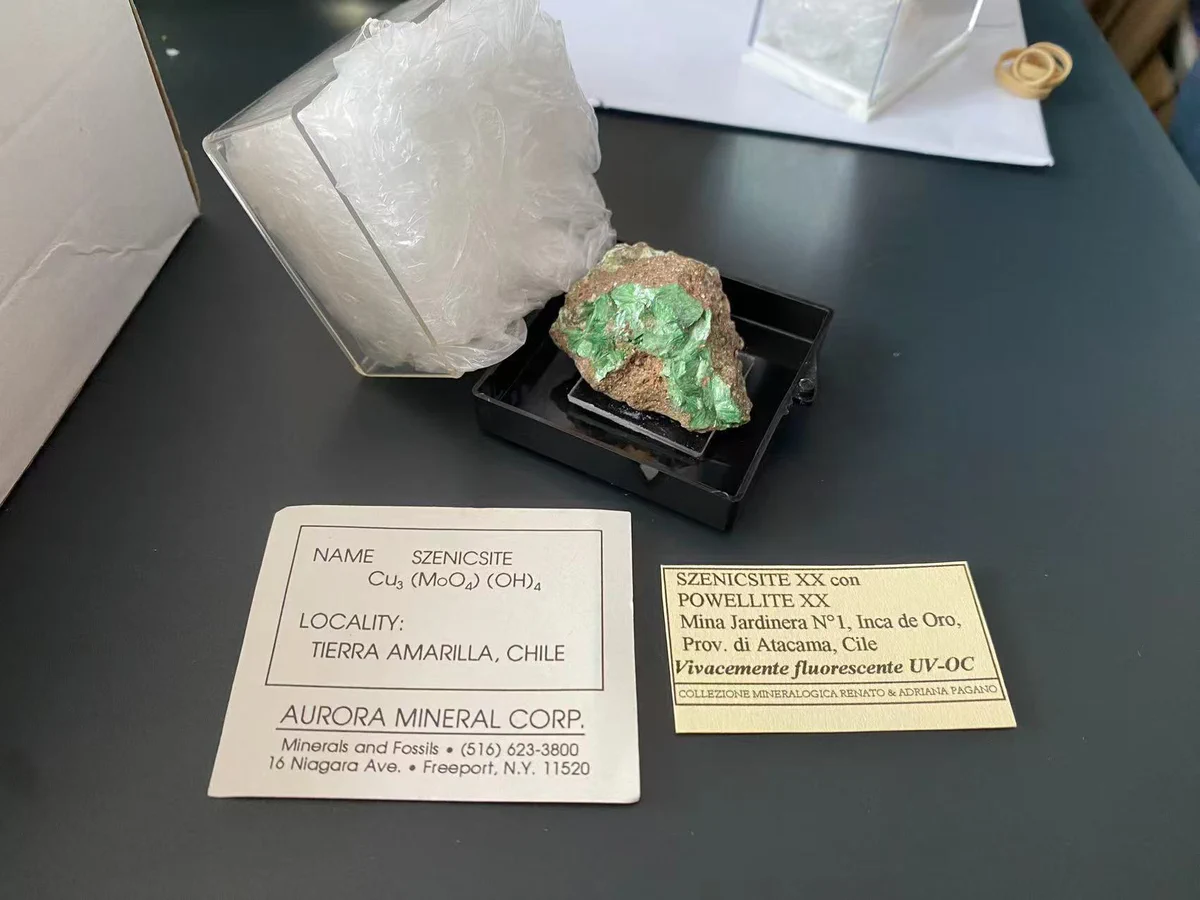 NAME SZENICSITE
Cu₃ (MoO₄) (OH)₄
LOCALITY:
TIERRA AMARILLA, CHILE
AURORA MINERAL CORP.
Minerals and Fossils • (516) 623-3800
16 Niagara Ave. • Freeport, N.Y. 11520
SZENICSITE XX con
POWELLITE XX
Mina Jardinera N°1, Inca de Oro,
Prov. di Atacama, Cile
Vivacemente fluorescente UV-OC
COLLEZIONE MINERALOGICA RENATO & ADRIANA PAGANO